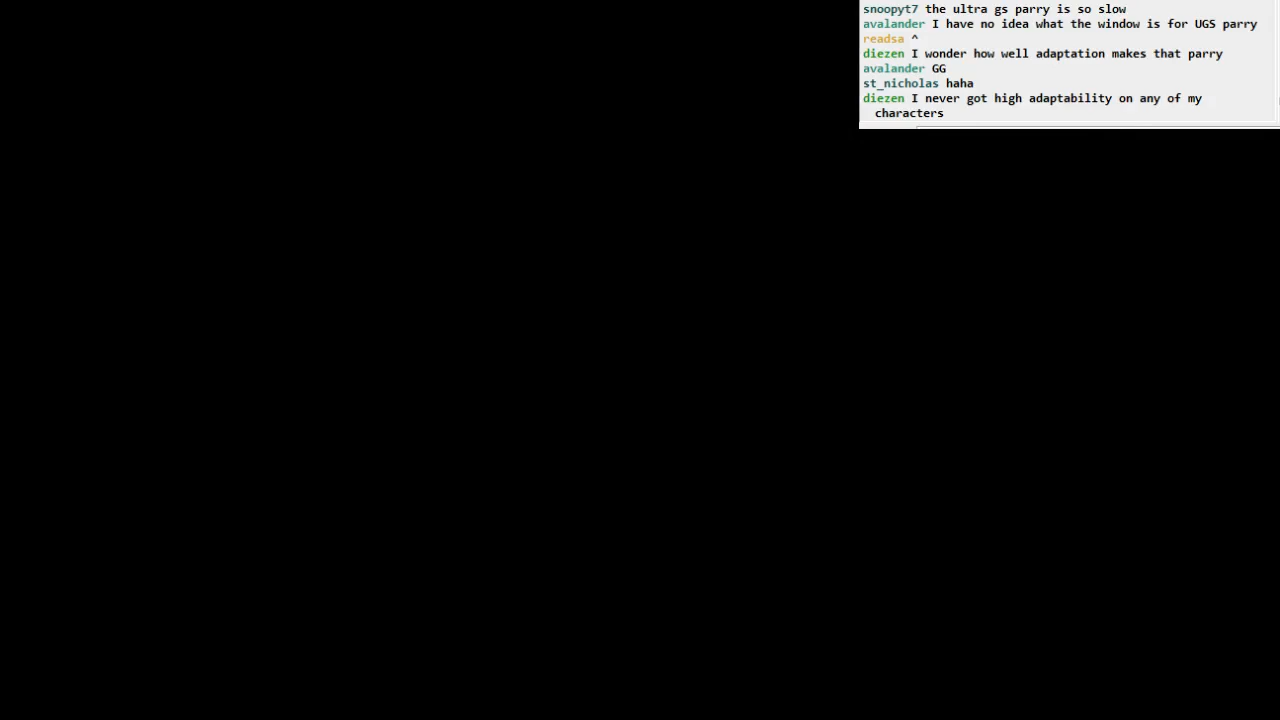 snoopyt7 the ultra gs parry is so slow
avalander I have no idea what the window is for UGS parry
readsa ^
diezen I wonder how well adaptation makes that parry
avalander GG
st_nicholas haha
diezen I never got high adaptability on any of my
characters